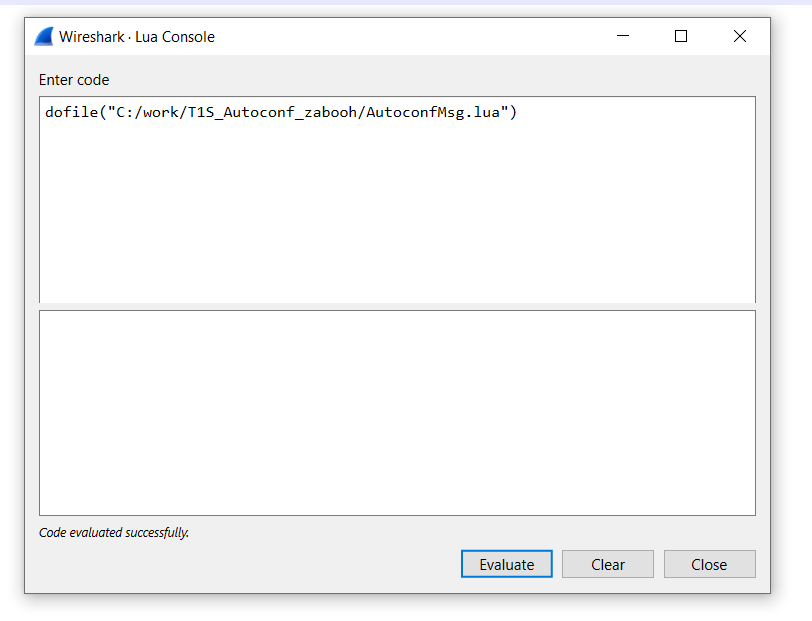 Wireshark · Lua Console
Enter code
dofile("C:/work/T1S_Autoconf_zabooh/AutoconfMsg.lua")
Code evaluated successfully.
Evaluate Clear Close